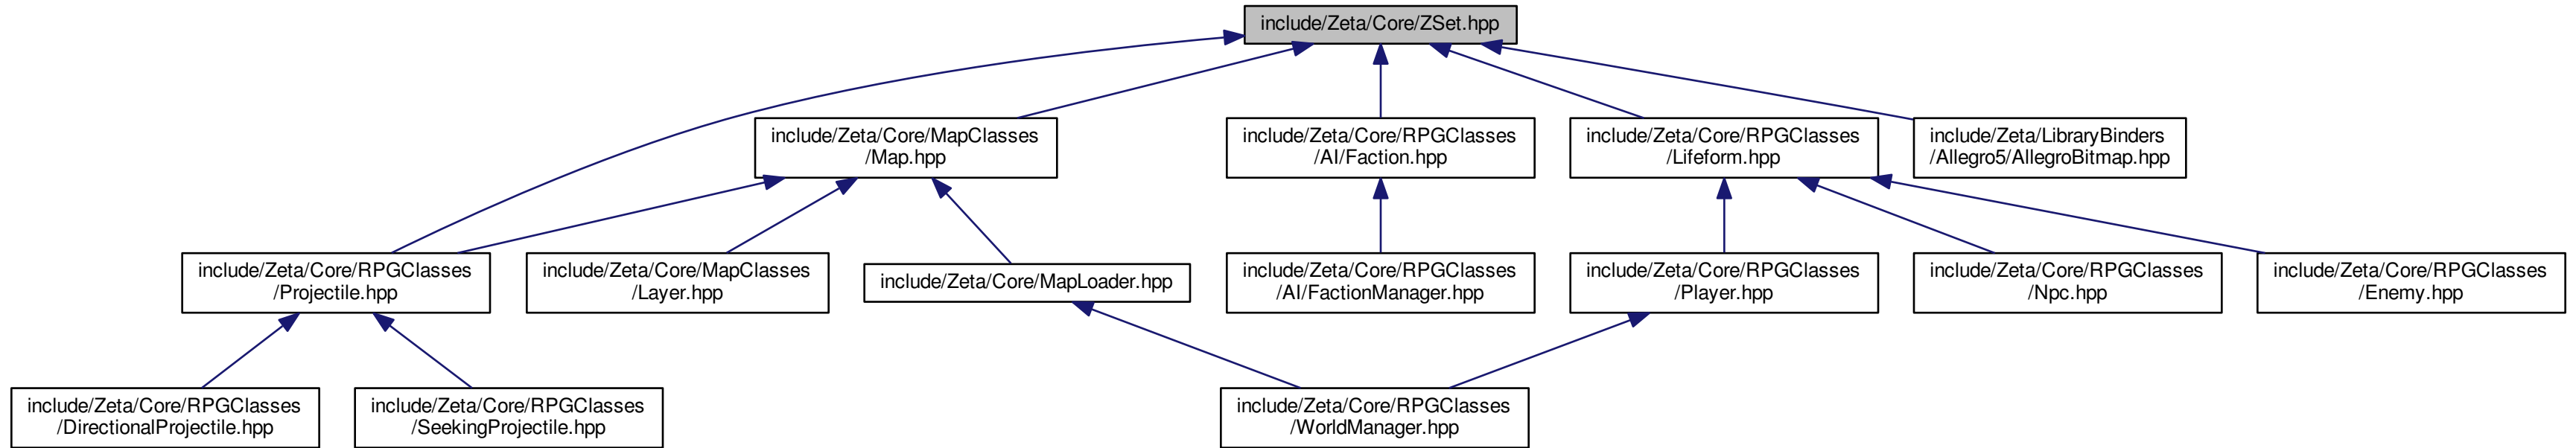 include/Zeta/Core/ZSet.hpp
include/Zeta/Core/MapClasses
/Map.hpp
include/Zeta/Core/RPGClasses
/AI/Faction.hpp
include/Zeta/Core/RPGClasses
/Lifeform.hpp
include/Zeta/LibraryBinders
/Allegro5/AllegroBitmap.hpp
include/Zeta/Core/RPGClasses
/Projectile.hpp
include/Zeta/Core/MapClasses
/Layer.hpp
include/Zeta/Core/MapLoader.hpp
include/Zeta/Core/RPGClasses
/AI/FactionManager.hpp
include/Zeta/Core/RPGClasses
/Player.hpp
include/Zeta/Core/RPGClasses
/Npc.hpp
include/Zeta/Core/RPGClasses
/Enemy.hpp
include/Zeta/Core/RPGClasses
/DirectionalProjectile.hpp
include/Zeta/Core/RPGClasses
/SeekingProjectile.hpp
include/Zeta/Core/RPGClasses
/WorldManager.hpp